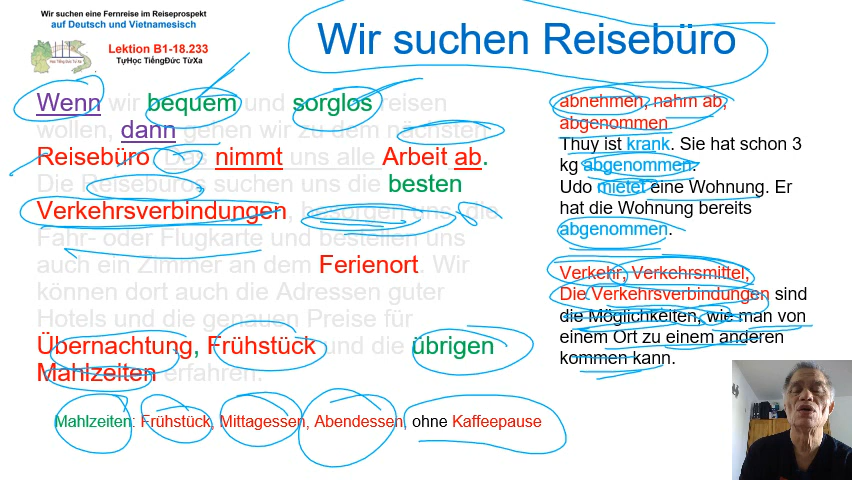 Wir suchen eine Fernreise im Reiseprospekt
auf Deutsch und Vietnamesisch
Lektion B1-18.233
TựHọc TiếngĐức TừXa
Học Tiếng Đức Từ Xa
Wir suchen Reisebüro
Wenn wir bequem und sorglos reisen
wollen, dann gehen wir zu dem nächsten
Reisebüro. Das nimmt uns alle Arbeit ab.
Die Reisebüros suchen uns die besten
Verkehrsverbindungen, besorgen uns die
Fahr- oder Flugkarte und bestellen uns
auch ein Zimmer an dem Ferienort. Wir
können dort auch die Adressen guter
Hotels und die genauen Preise für
Übernachtung, Frühstück und die übrigen
Mahlzeiten erfahren.
Mahlzeiten: Frühstück, Mittagessen, Abendessen, ohne Kaffeepause
abnehmen, nahm ab,
abgenommen
Thuy ist krank. Sie hat schon 3
kg abgenommen.
Udo mietet eine Wohnung. Er
hat die Wohnung bereits
abgenommen.
Verkehr, Verkehrsmittel,
Die Verkehrsverbindungen sind
die Möglichkeiten, wie man von
einem Ort zu einem anderen
kommen kann.